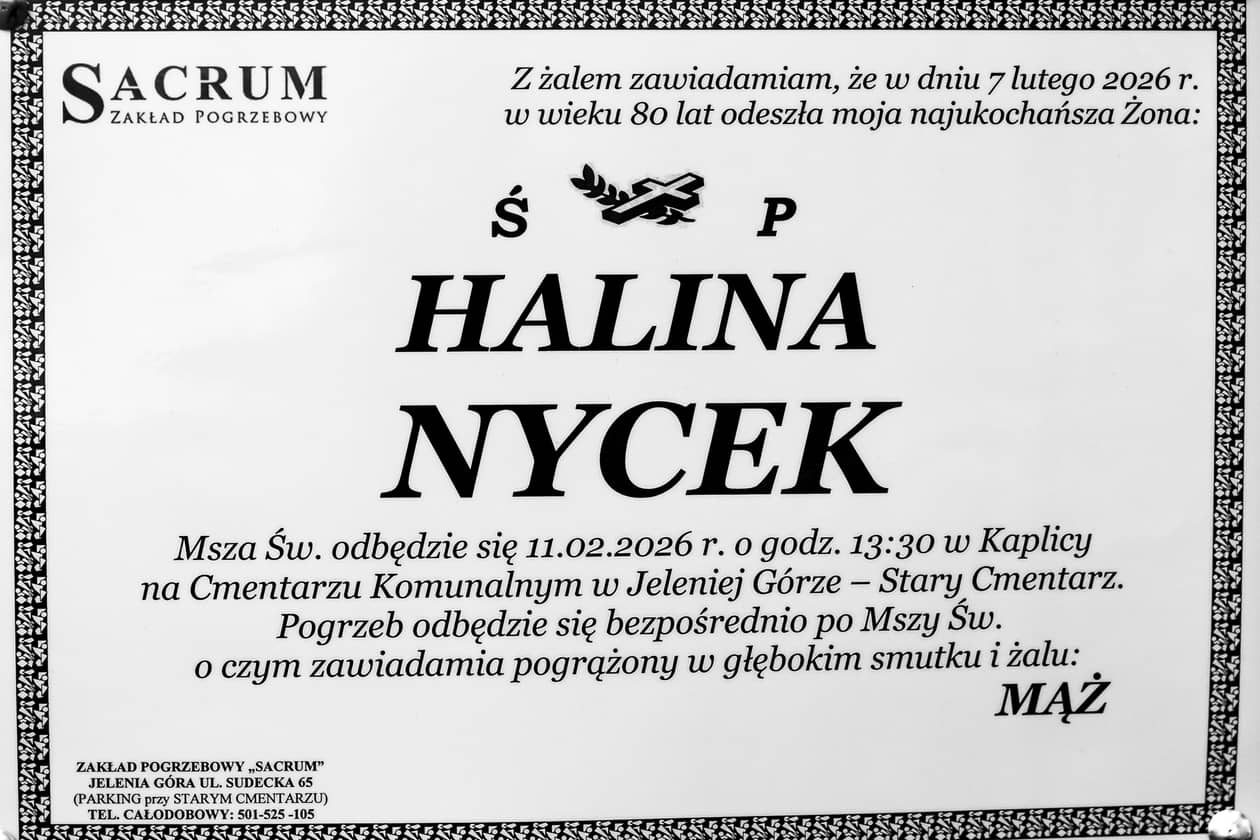 SACRUM
ZAKŁAD POGRZEBOWY
Z żalem zawiadamiam, że w dniu 7 lutego 2026 r.
w wieku 80 lat odeszła moja najukochańsza Żona:
Ś P
HALINA
NYCEK
Msza Św. odbędzie się 11.02.2026 r. o godz. 13:30 w Kaplicy
na Cmentarzu Komunalnym w Jeleniej Górze – Stary Cmentarz.
Pogrzeb odbędzie się bezpośrednio po Mszy Św.
o czym zawiadamia pogrążony w głębokim smutku i żalu:
MĄŻ
ZAKŁAD POGRZEBOWY „SACRUM”
JELENIA GÓRA UL. SUDECKA 65
(PARKING przy STARYM CMENTARZU)
TEL. CAŁODOBOWY: 501-525 -105